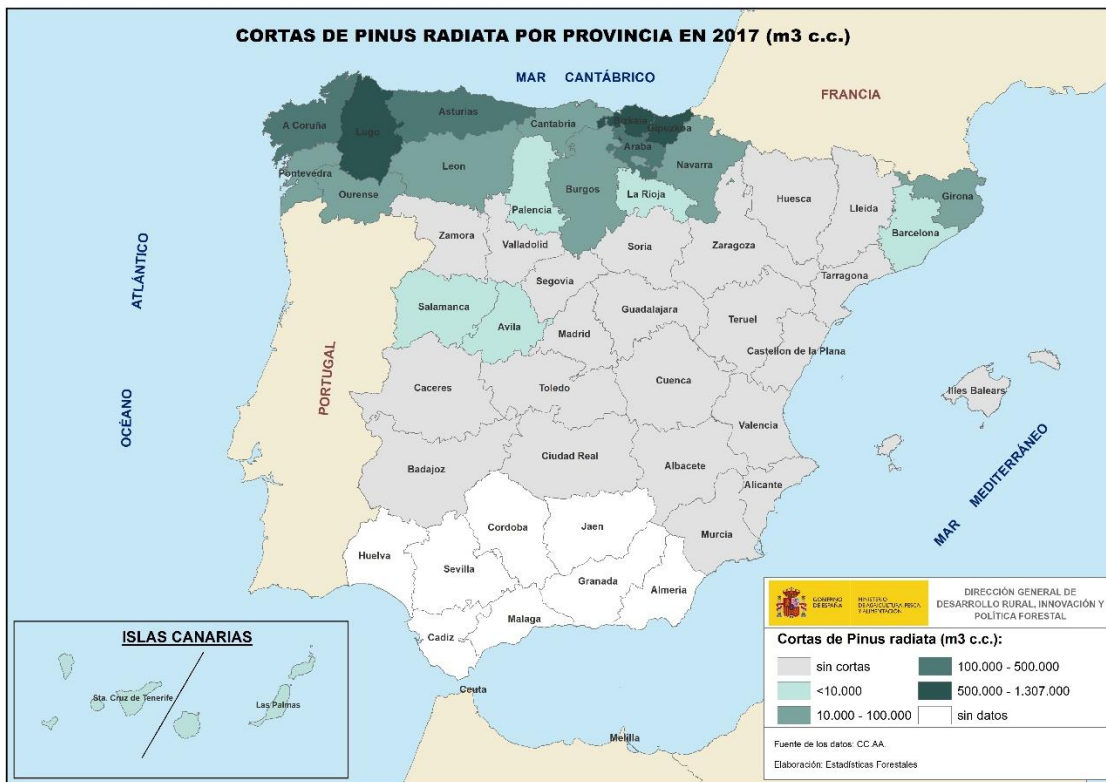 CORTAS DE PINUS RADIATA POR PROVINCIA EN 2017 (m3 c.c.)
MAR CANTÁBRICO
FRANCIA
A Coruña
Lugo
Asturias
Cantabria
Bizkaia
Gipuzkoa
Araba
Navarra
Pontevedra
Ourense
Leon
Palencia
Burgos
La Rioja
Huesca
Lleida
Girona
Barcelona
Zamora
Valladolid
Soria
Zaragoza
Tarragona
Segovia
Salamanca
Avila
Madrid
Guadalajara
Teruel
Castellon de la Plana
OCÉANO ATLÁNTICO
PORTUGAL
Caceres
Toledo
Cuenca
Valencia
Illes Balears
MAR MEDITERRÁNEO
Badajoz
Ciudad Real
Albacete
Alicante
Murcia
Cordoba
Jaen
Huelva
Sevilla
Granada
Almeria
Malaga
Cadiz
Ceuta
Melilla
ISLAS CANARIAS
Sta. Cruz de Tenerife
Las Palmas
GOBIERNO
DE ESPAÑA
MINISTERIO
DE AGRICULTURA, PESCA
Y ALIMENTACIÓN
DIRECCIÓN GENERAL DE
DESARROLLO RURAL, INNOVACIÓN Y
POLÍTICA FORESTAL
Cortas de Pinus radiata (m3 c.c.):
sin cortas
<10.000
10.000 - 100.000
100.000 - 500.000
500.000 - 1.307.000
sin datos
Fuente de los datos: CC.AA.
Elaboración: Estadísticas Forestales